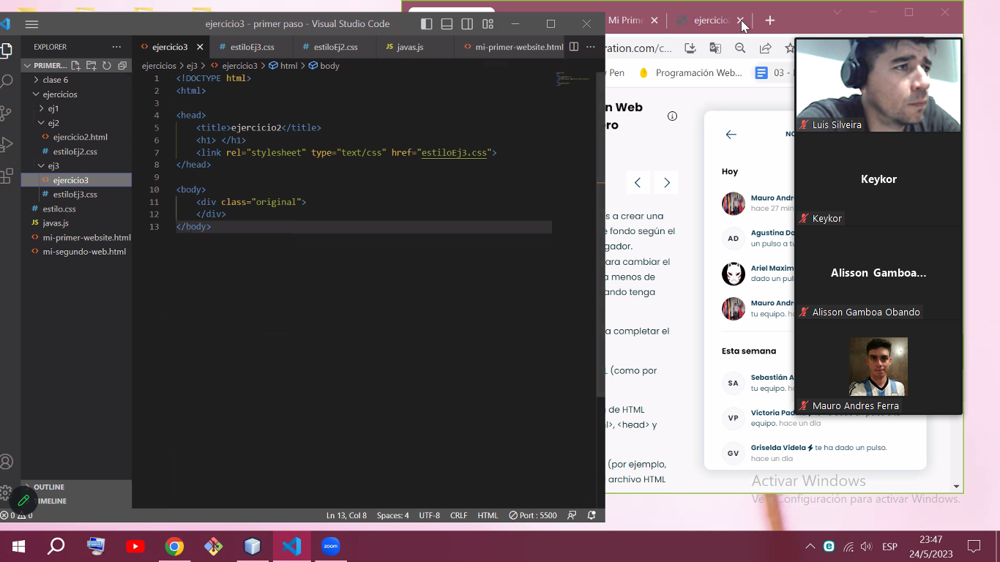 ejercicio3 - primer paso - Visual Studio Code
EXPLORER
PRIMER...
clase 6
ejercicios
ej1
ej2
ejercicio2.html
estiloEj2.css
ej3
ejercicio3
estiloEj3.css
estilo.css
javas.js
mi-primer-website.html
mi-segundo-web.html
OUTLINE
TIMELINE
ejercicio3
estiloEj3.css
estiloEj2.css
javas.js
mi-primer-website.html
ejercicios > ej3 > ejercicio3 > html > body
1 <!DOCTYPE html>
2 <html>
3
4 <head>
5 <title>ejercicio2</title>
6 <h1> </h1>
7 <link rel="stylesheet" type="text/css" href="estiloEj3.css">
8 </head>
9
10 <body>
11 <div class="original">
12 </div>
13 </body>
0 0
Ln 13, Col 8 Spaces: 4 UTF-8 CRLF HTML Port : 5500
Mi Prime
ejercicio
ration.com/c...
Pen Programación Web... 03 -
n Web
ro
s a crear una
e fondo según el
gador.
ara cambiar el
a menos de
ando tenga
a completar el
L (como por
de HTML
l>, <head> y
(por ejemplo,
archivo HTML
NO
Hoy
Mauro Andre
hace 27 min
AD
Agustina Do
un pulso a tu
Ariel Maxim
dado un puls
Mauro Andre
tu equipo. ha
Esta semana
SA
Sebastián A
tu equipo. ha
VP
Victoria Pad
equipo. hace un día
GV
Griselda Videla te ha dado un pulso.
hace un día
Luis Silveira
Keykor
Keykor
Alisson Gamboa...
Alisson Gamboa Obando
Mauro Andres Ferra
Activar Windows
Ve a Configuración para activar Windows.
zoom
ESP
23:47
24/5/2023